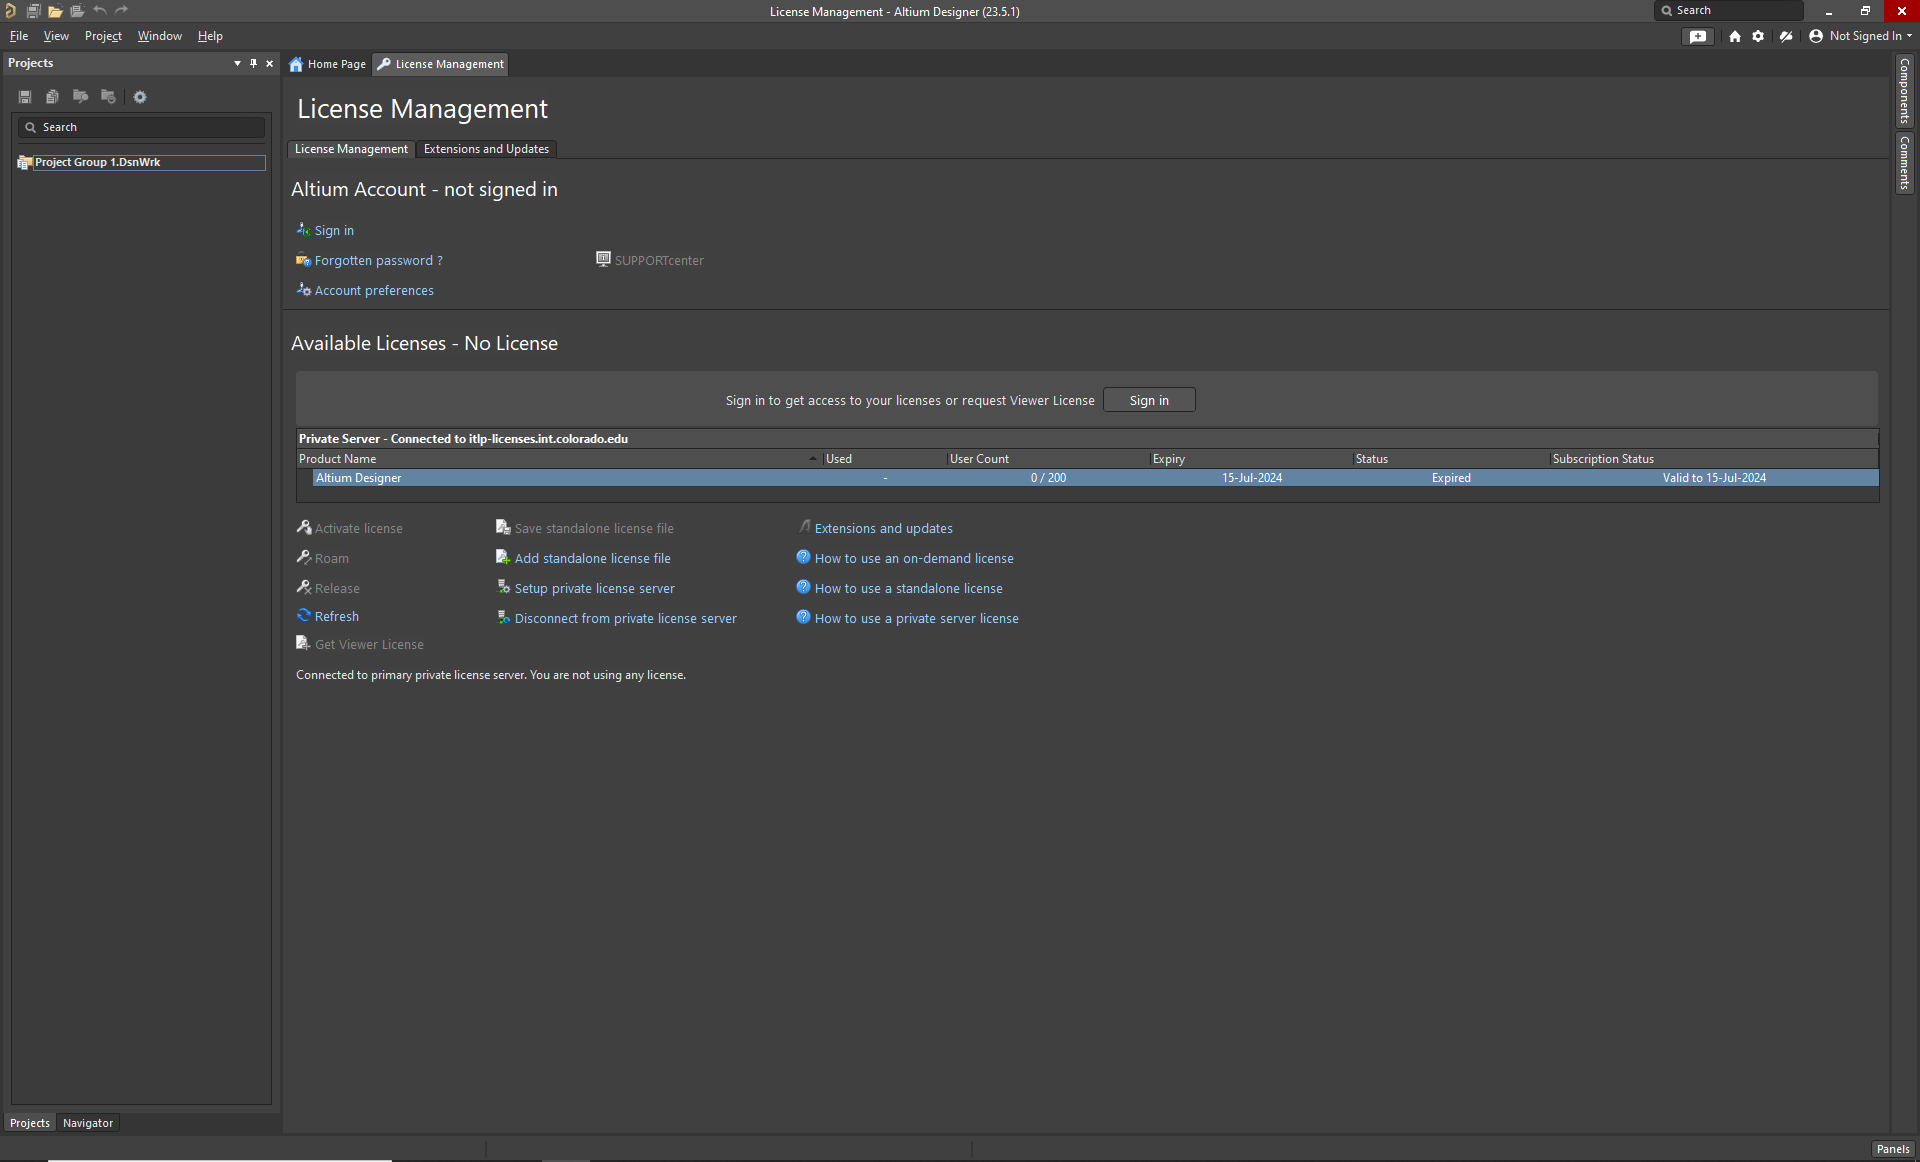 License Management - Altium Designer (23.5.1)
Search
File View Project Window Help
Not Signed In
Projects
Home Page License Management
Components
Comments
License Management
Search
License Management Extensions and Updates
Project Group 1.DsnWrk
Altium Account - not signed in
Sign in
Forgotten password ? SUPPORTcenter
Account preferences
Available Licenses - No License
Sign in to get access to your licenses or request Viewer License Sign in
Private Server - Connected to itlp-licenses.int.colorado.edu
Product Name Used User Count Expiry Status Subscription Status
Altium Designer - 0 / 200 15-Jul-2024 Expired Valid to 15-Jul-2024
Activate license Save standalone license file Extensions and updates
Roam Add standalone license file How to use an on-demand license
Release Setup private license server How to use a standalone license
Refresh Disconnect from private license server How to use a private server license
Get Viewer License
Connected to primary private license server. You are not using any license.
Projects Navigator
Panels